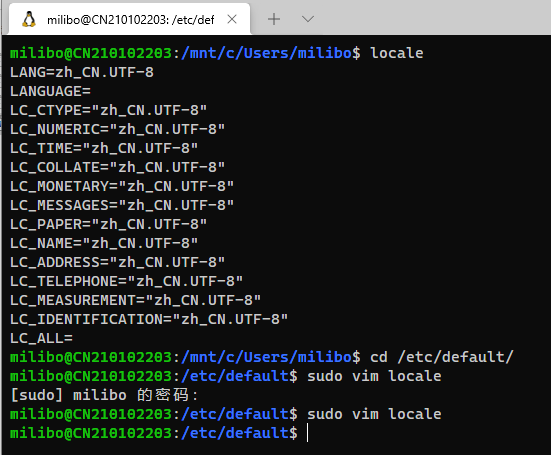 milibo@CN210102203: /etc/def
milibo@CN210102203:/mnt/c/Users/milibo$ locale
LANG=zh_CN.UTF-8
LANGUAGE=
LC_CTYPE="zh_CN.UTF-8"
LC_NUMERIC="zh_CN.UTF-8"
LC_TIME="zh_CN.UTF-8"
LC_COLLATE="zh_CN.UTF-8"
LC_MONETARY="zh_CN.UTF-8"
LC_MESSAGES="zh_CN.UTF-8"
LC_PAPER="zh_CN.UTF-8"
LC_NAME="zh_CN.UTF-8"
LC_ADDRESS="zh_CN.UTF-8"
LC_TELEPHONE="zh_CN.UTF-8"
LC_MEASUREMENT="zh_CN.UTF-8"
LC_IDENTIFICATION="zh_CN.UTF-8"
LC_ALL=
milibo@CN210102203:/mnt/c/Users/milibo$ cd /etc/default/
milibo@CN210102203:/etc/default$ sudo vim locale
[sudo] milibo 的密码：
milibo@CN210102203:/etc/default$ sudo vim locale
milibo@CN210102203:/etc/default$